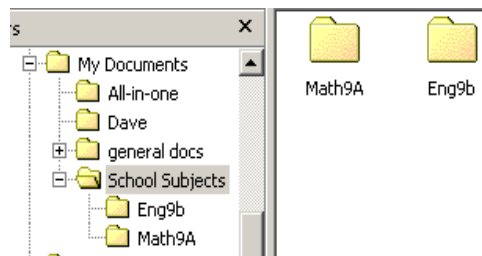 s
My Documents
All-in-one
Dave
general docs
School Subjects
Eng9b
Math9A
Math9A Eng9b